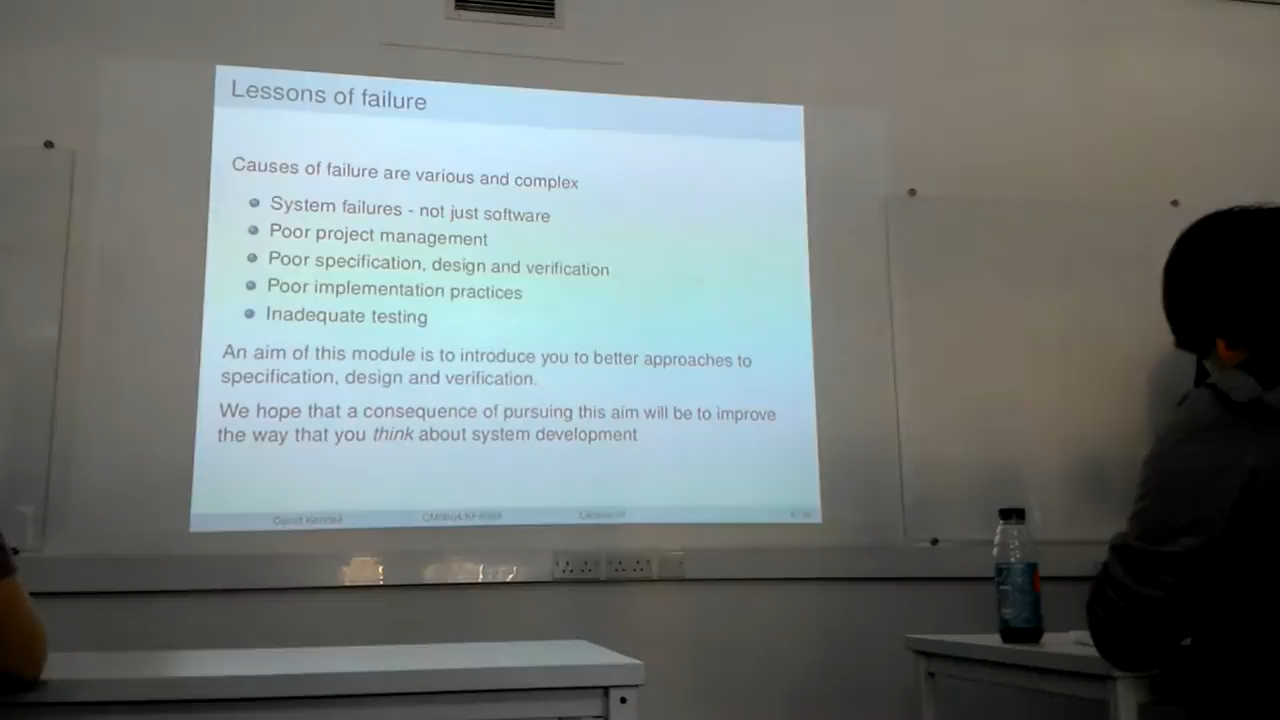 Lessons of failure
Causes of failure are various and complex
System failures - not just software
Poor project management
Poor specification, design and verification
Poor implementation practices
Inadequate testing
An aim of this module is to introduce you to better approaches to
specification, design and verification.
We hope that a consequence of pursuing this aim will be to improve
the way that you think about system development
David Kendall